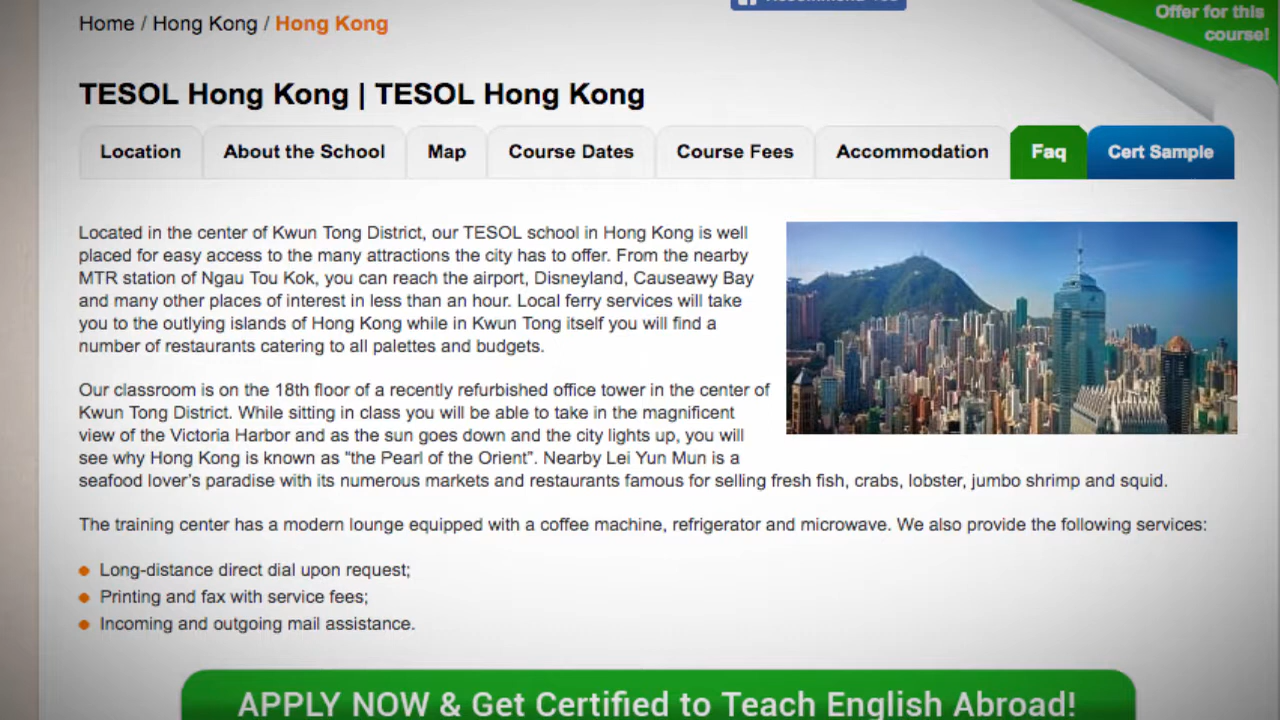 Offer for this
course!
Home / Hong Kong / Hong Kong
TESOL Hong Kong | TESOL Hong Kong
Location
About the School
Map
Course Dates
Course Fees
Accommodation
Faq
Cert Sample
Located in the center of Kwun Tong District, our TESOL school in Hong Kong is well
placed for easy access to the many attractions the city has to offer. From the nearby
MTR station of Ngau Tou Kok, you can reach the airport, Disneyland, Causeawy Bay
and many other places of interest in less than an hour. Local ferry services will take
you to the outlying islands of Hong Kong while in Kwun Tong itself you will find a
number of restaurants catering to all palettes and budgets.
Our classroom is on the 18th floor of a recently refurbished office tower in the center of
Kwun Tong District. While sitting in class you will be able to take in the magnificent
view of the Victoria Harbor and as the sun goes down and the city lights up, you will
see why Hong Kong is known as "the Pearl of the Orient”. Nearby Lei Yun Mun is a
seafood lover's paradise with its numerous markets and restaurants famous for selling fresh fish, crabs, lobster, jumbo shrimp and squid.
The training center has a modern lounge equipped with a coffee machine, refrigerator and microwave. We also provide the following services:
Long-distance direct dial upon request;
Printing and fax with service fees;
Incoming and outgoing mail assistance.
APPLY NOW & Get Certified to Teach English Abroad!